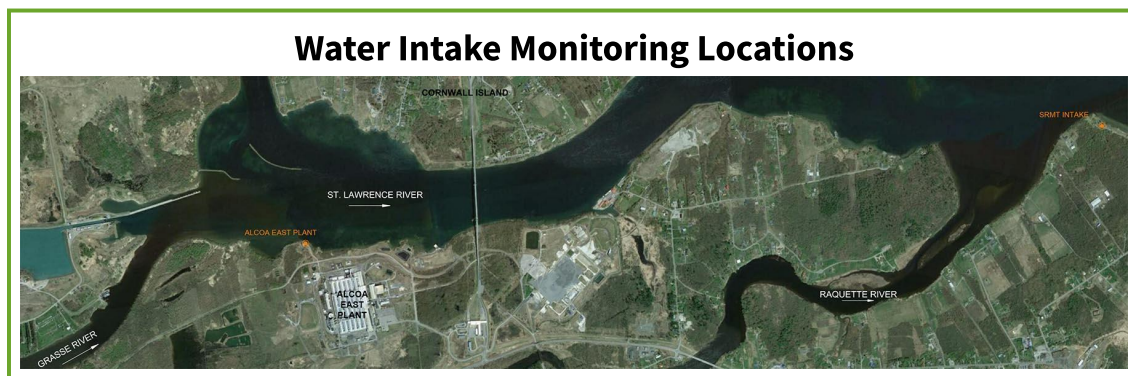 Water Intake Monitoring Locations
CORNWALL ISLAND
SRMT INTAKE
ST. LAWRENCE RIVER
ALCOA EAST PLANT
ALCOA
EAST
PLANT
RAQUETTE RIVER
GRASSE RIVER